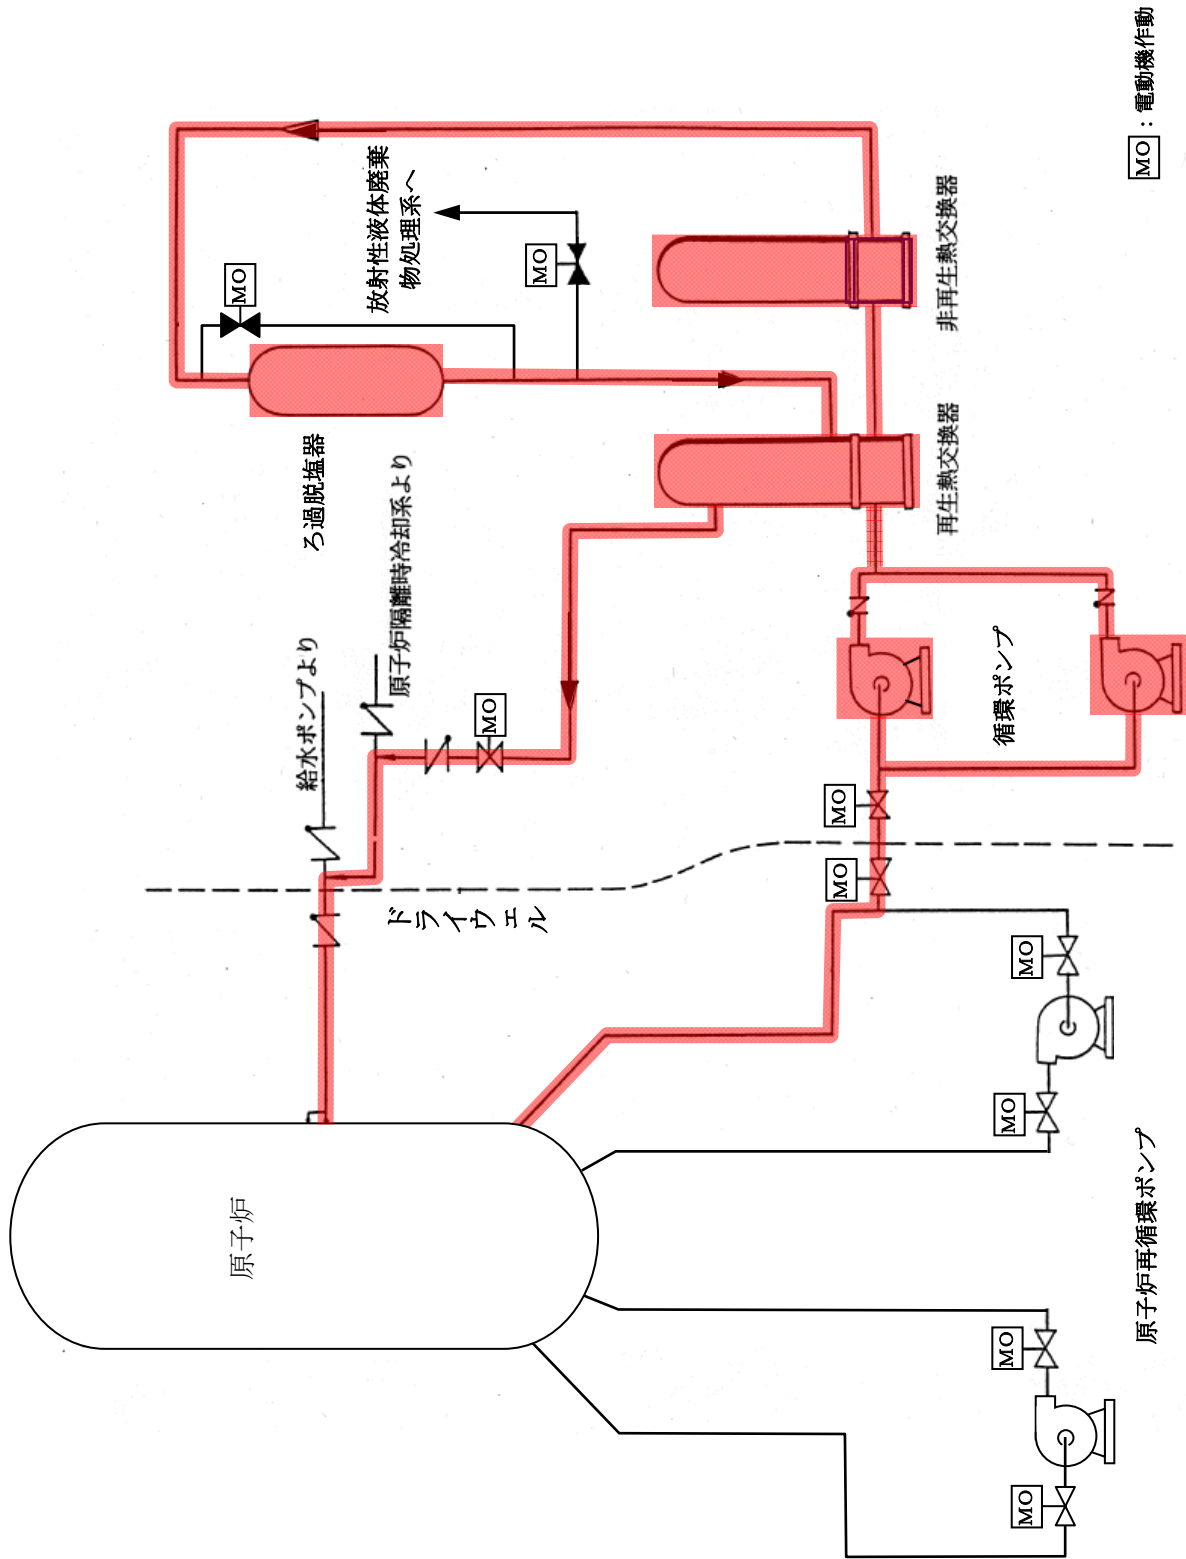 原子炉
MO
給水ポンプより
ろ過脱塩器
放射性液体廃棄
物処理系へ
原子炉隔離時冷却系より
ドライウェル
MO
MO
MO
MO
再生熱交換器
非再生熱交換器
循環ポンプ
MO
MO
MO
MO
原子炉再循環ポンプ
MO：電動機作動